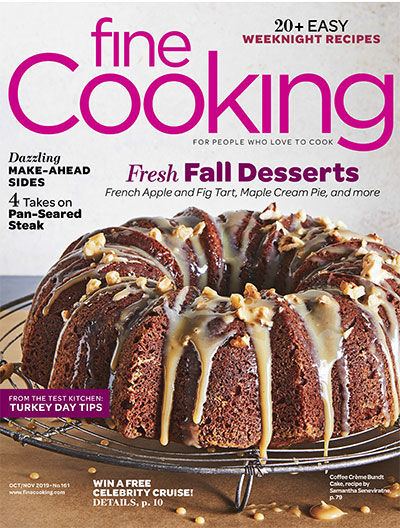 20+ EASY
WEEKNIGHT RECIPES
fine
Cooking
FOR PEOPLE WHO LOVE TO COOK
Dazzling
MAKE-AHEAD
SIDES
4 Takes on
Pan-Seared
Steak
Fresh Fall Desserts
French Apple and Fig Tart, Maple Cream Pie, and more
FROM THE TEST KITCHEN:
TURKEY DAY TIPS
OCT/NOV 2019 • No 161
www.finecooking.com
WIN A FREE
CELEBRITY CRUISE!
DETAILS, p. 10
Coffee Crème Bundt
Cake, recipe by
Samantha Seneviratne,
p. 79